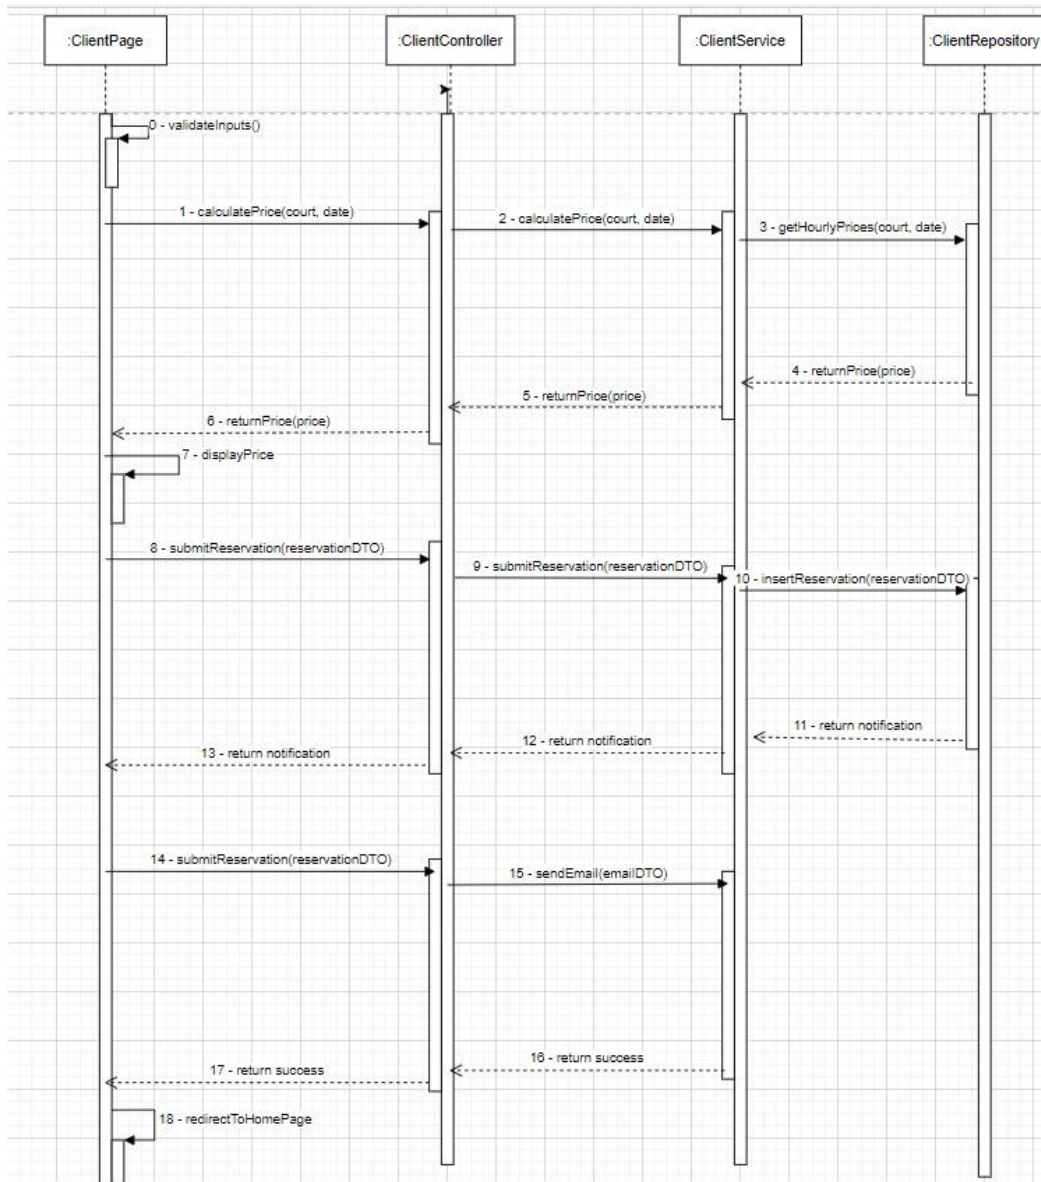 :ClientPage
:ClientController
:ClientService
:ClientRepository
0 - validateInputs()
1 - calculatePrice(court, date)
2 - calculatePrice(court, date)
3 - getHourlyPrices(court, date)
4 - returnPrice(price)
5 - returnPrice(price)
6 - returnPrice(price)
7 - displayPrice
8 - submitReservation(reservationDTO)
9 - submitReservation(reservationDTO)
10 - insertReservation(reservationDTO)
11 - return notification
12 - return notification
13 - return notification
14 - submitReservation(reservationDTO)
15 - sendEmail(emailDTO)
16 - return success
17 - return success
18 - redirectToHomePage